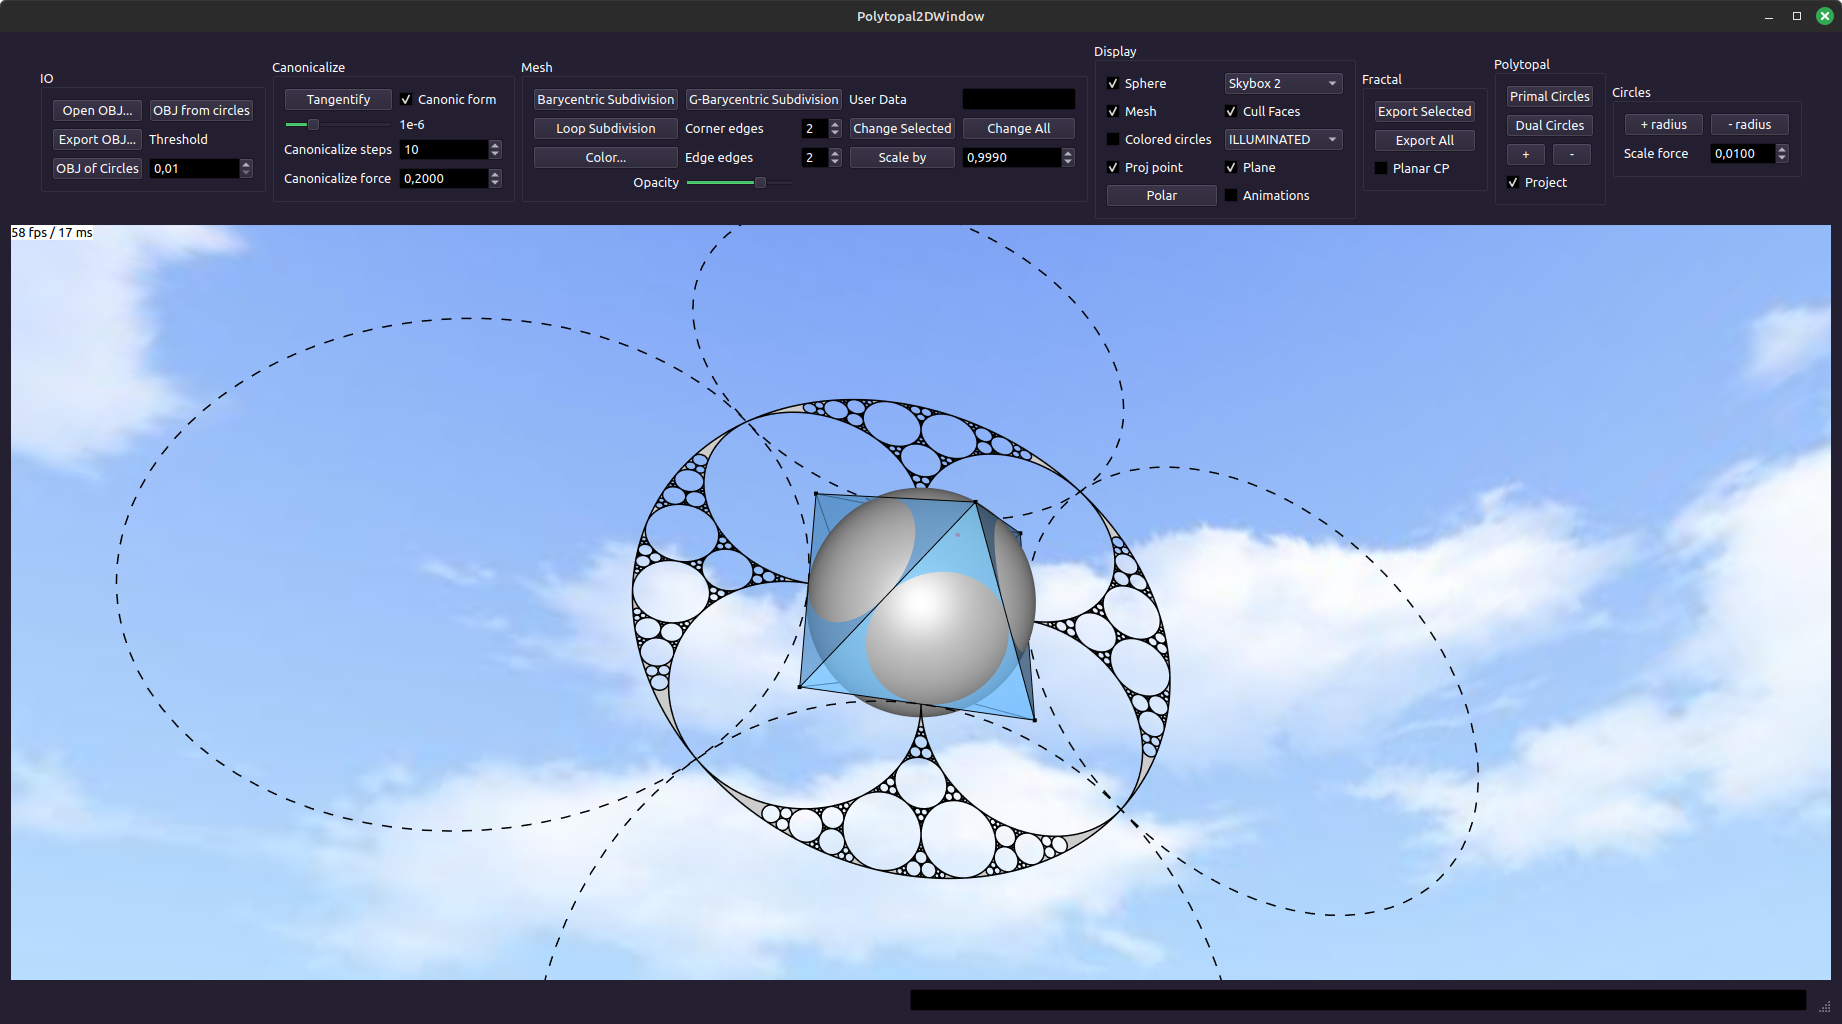 Polytopal2DWindow
IO
Open OBJ...
OBJ from circles
Export OBJ...
Threshold
OBJ of Circles
0,01
Canonicalize
Tangentify
Canonic form
1e-6
Canonicalize steps
10
Canonicalize force
0,2000
Mesh
Barycentric Subdivision
G-Barycentric Subdivision
User Data
Loop Subdivision
Corner edges
2
Change Selected
Change All
Color...
Edge edges
2
Scale by
0,9990
Opacity
Display
Sphere
Skybox 2
Mesh
Cull Faces
Colored circles
ILLUMINATED
Proj point
Plane
Polar
Animations
Fractal
Export Selected
Export All
Planar CP
Polytopal
Primal Circles
Dual Circles
+
-
Project
Circles
+ radius
- radius
Scale force
0,0100
58 fps / 17 ms